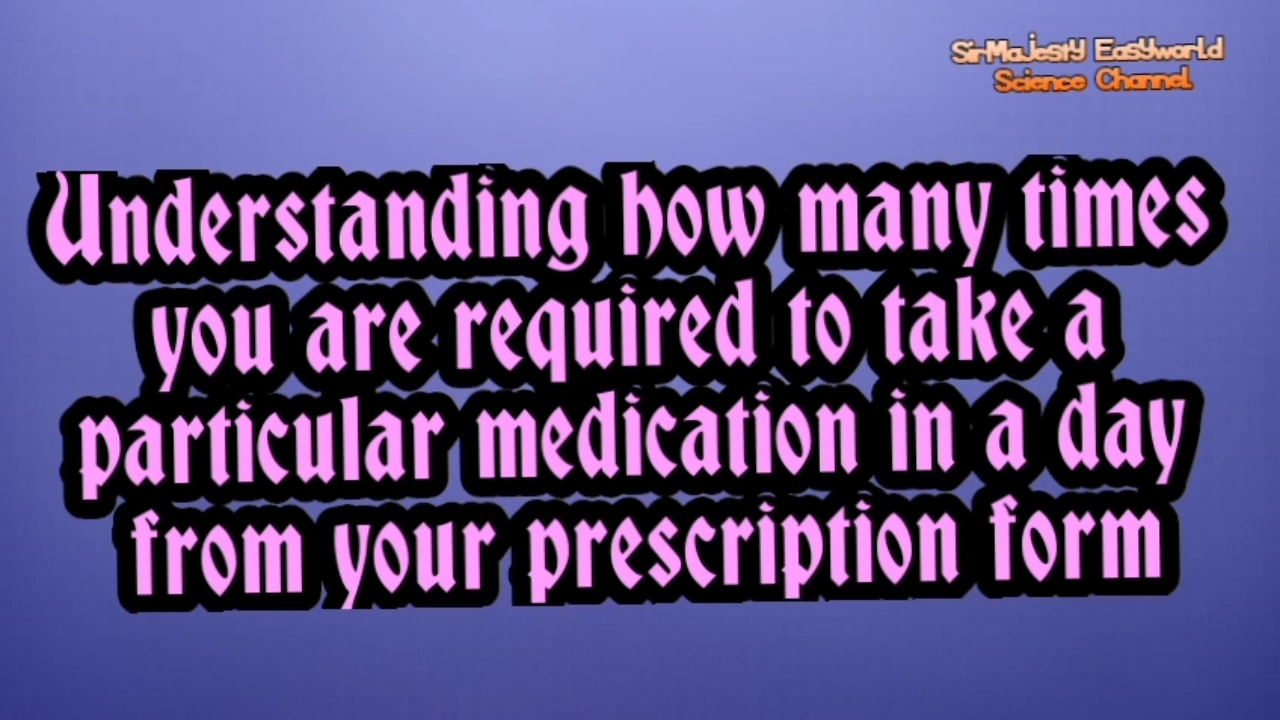 SirMajesty Easyworld
Science Channel
Understanding how many times
you are required to take a
particular medication in a day
from your prescription form